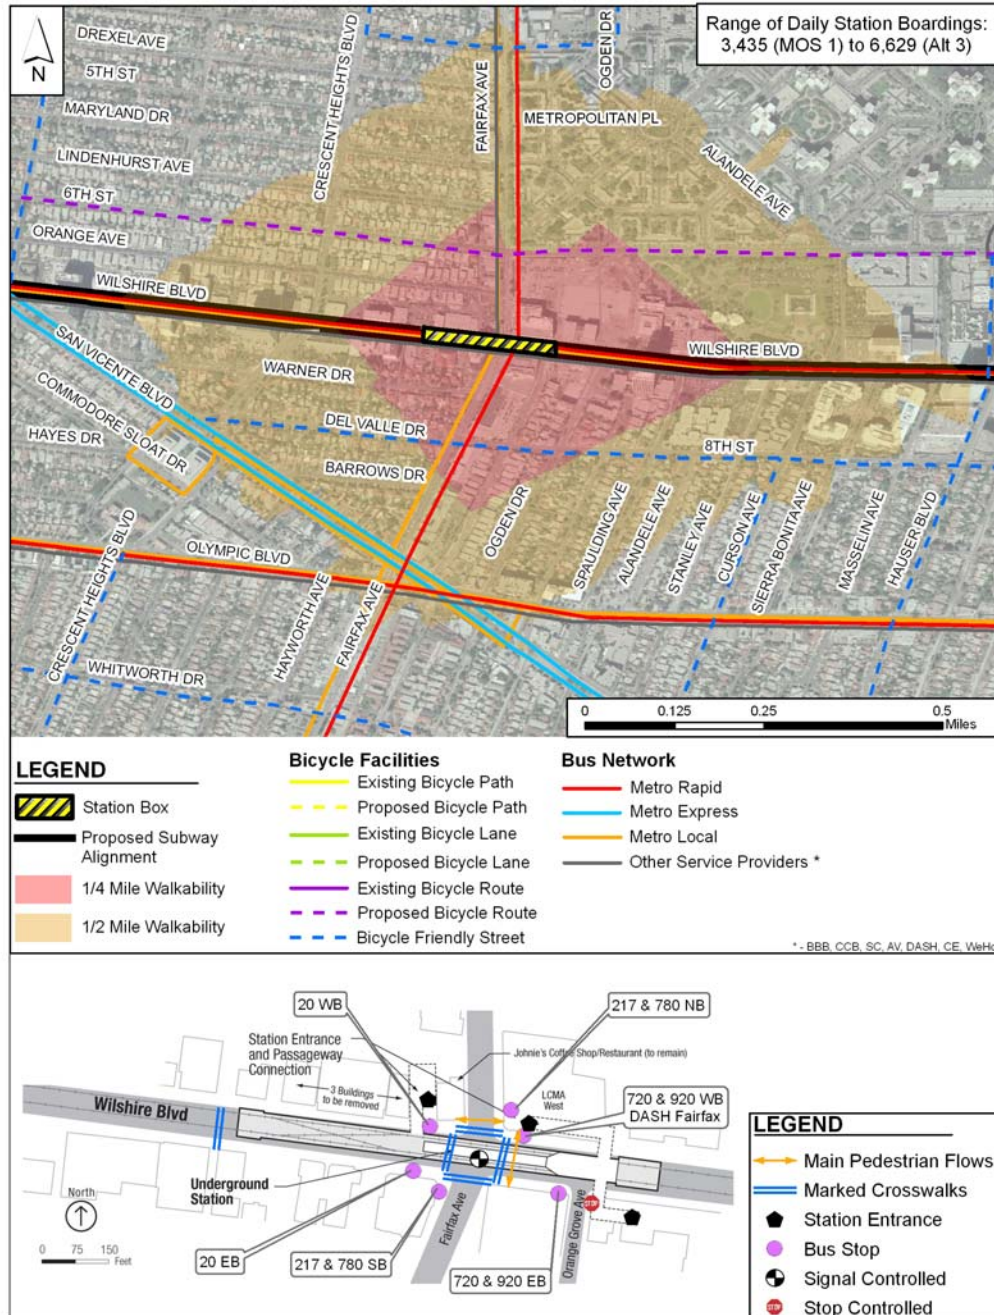 Range of Daily Station Boardings:
3,435 (MOS 1) to 6,629 (Alt 3)
N
DREXEL AVE
5TH ST
MARYLAND DR
LINDENHURST AVE
6TH ST
ORANGE AVE
WILSHIRE BLVD
CRESCENT HEIGHTS BLVD
FAIRFAX AVE
OGDEN DR
METROPOLITAN PL
ALANDELE AVE
WILSHIRE BLVD
SAN VICENTE BLVD
COMMODORE SLOAT DR
HAYES DR
WARNER DR
DEL VALLE DR
BARROWS DR
8TH ST
OGDEN DR
SPAULDING AVE
ALANDELE AVE
STANLEY AVE
CURSON AVE
SIERRA BONITA AVE
MASSELIN AVE
HAUSER BLVD
OLYMPIC BLVD
CRESCENT HEIGHTS BLVD
HAYWORTH AVE
FAIRFAX AVE
WHITWORTH DR
0 0.125 0.25 0.5
Miles
LEGEND
Station Box
Proposed Subway
Alignment
1/4 Mile Walkability
1/2 Mile Walkability
Bicycle Facilities
Existing Bicycle Path
Proposed Bicycle Path
Existing Bicycle Lane
Proposed Bicycle Lane
Existing Bicycle Route
Proposed Bicycle Route
Bicycle Friendly Street
Bus Network
Metro Rapid
Metro Express
Metro Local
Other Service Providers *
* - BBB, CCB, SC, AV, DASH, CE, WeHo
20 WB
217 & 780 NB
Station Entrance
and Passageway
Connection
Johnie's Coffee Shop/Restaurant (to remain)
3 Buildings
to be removed
LCMA
West
720 & 920 WB
DASH Fairfax
Wilshire Blvd
Underground
Station
North
0 75 150
Feet
Fairfax Ave
Orange Grove Ave
STOP
20 EB
217 & 780 SB
720 & 920 EB
LEGEND
Main Pedestrian Flows
Marked Crosswalks
Station Entrance
Bus Stop
Signal Controlled
STOP
Stop Controlled